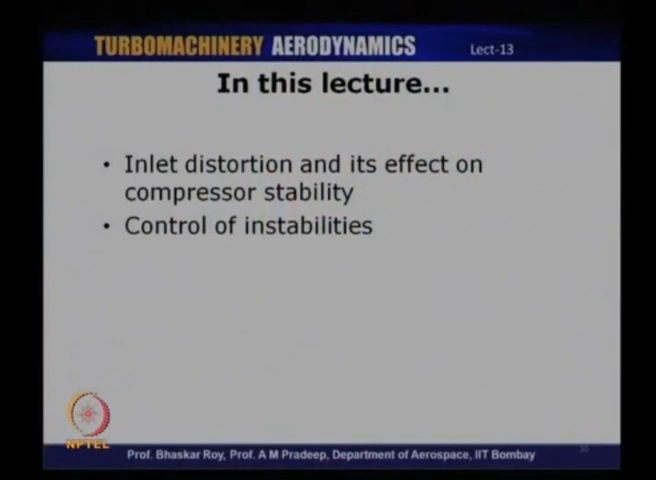 TURBOMACHINERY AERODYNAMICS Lect-13
In this lecture...
• Inlet distortion and its effect on
compressor stability
• Control of instabilities
NPTEL
Prof. Bhaskar Roy, Prof. A M Pradeep, Department of Aerospace, IIT Bombay